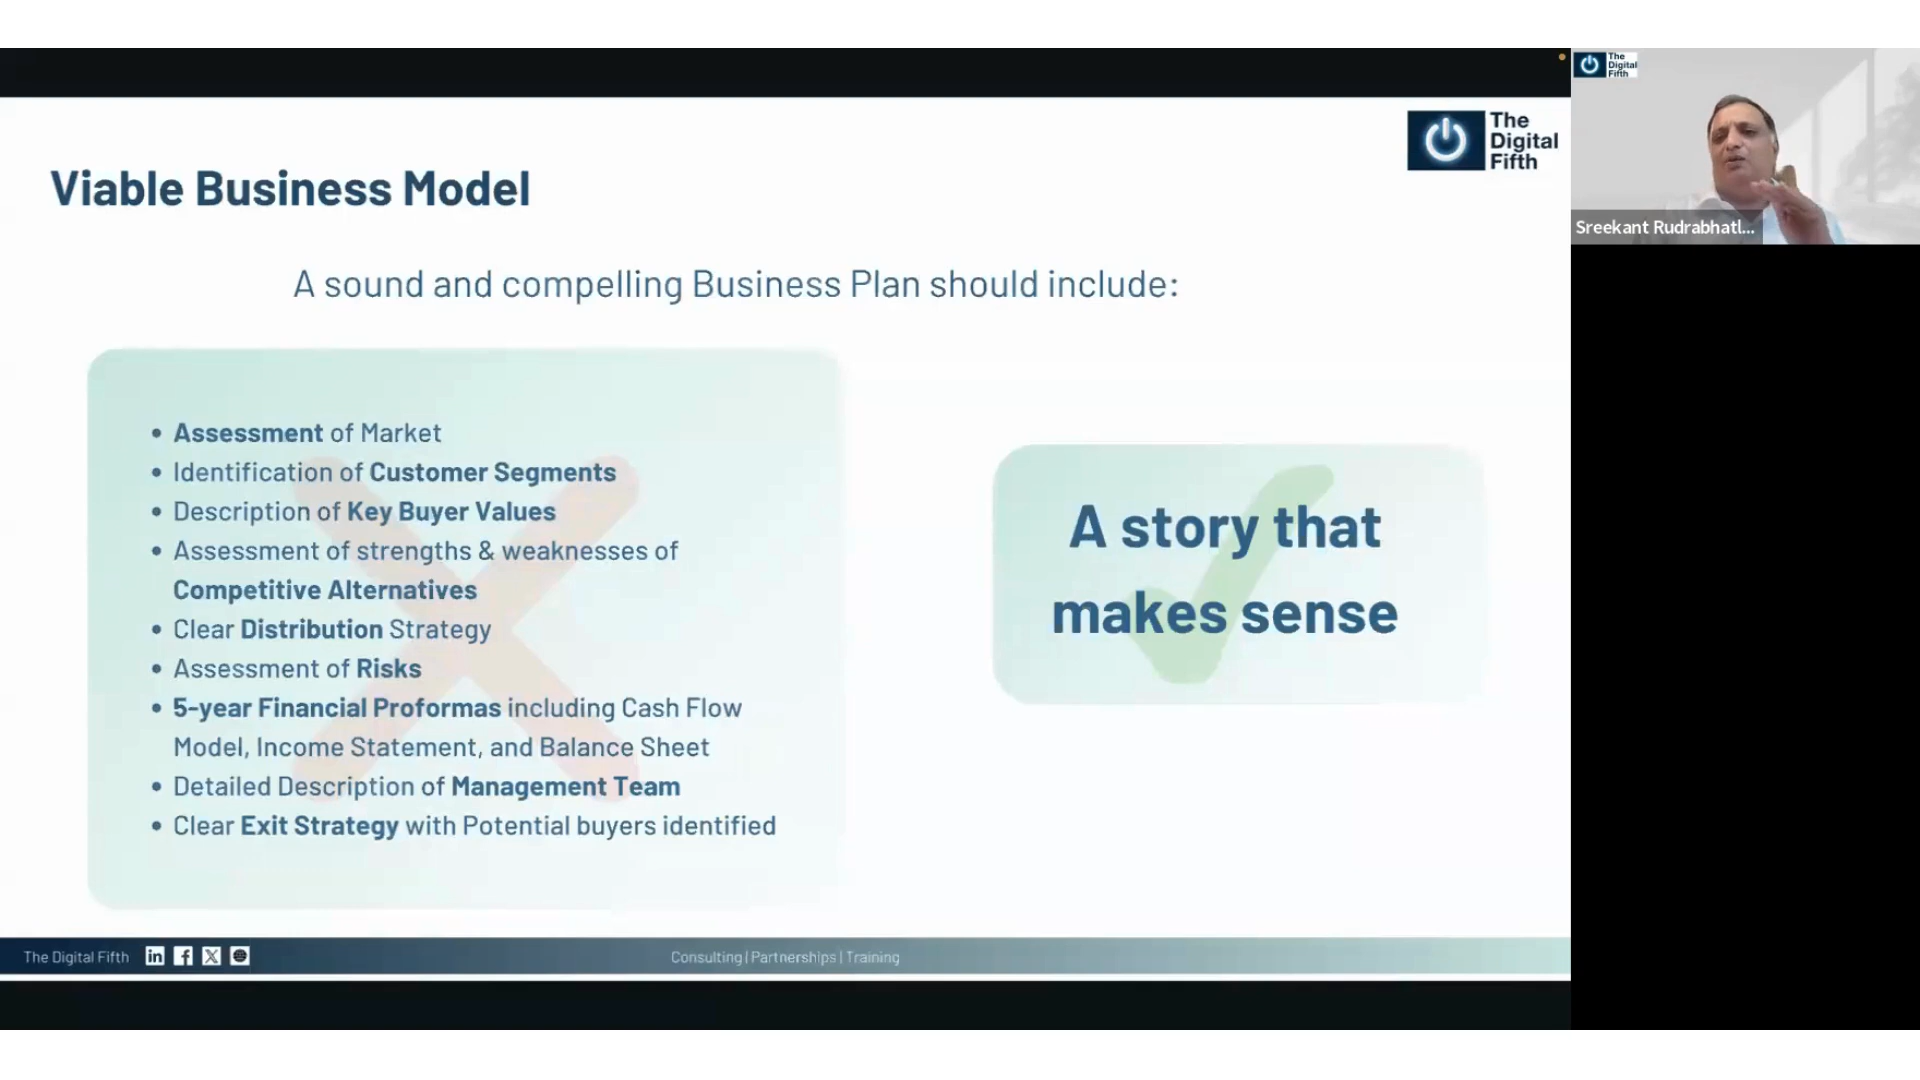 The
Digital
Fifth
Viable Business Model
A sound and compelling Business Plan should include:
• Assessment of Market
• Identification of Customer Segments
• Description of Key Buyer Values
• Assessment of strengths & weaknesses of
Competitive Alternatives
• Clear Distribution Strategy
• Assessment of Risks
• 5-year Financial Proformas including Cash Flow
Model, Income Statement, and Balance Sheet
• Detailed Description of Management Team
• Clear Exit Strategy with Potential buyers identified
A story that
makes sense
The Digital Fifth
Consulting | Partnerships | Training
The
Digital
Fifth
Sreekant Rudrabhatl...